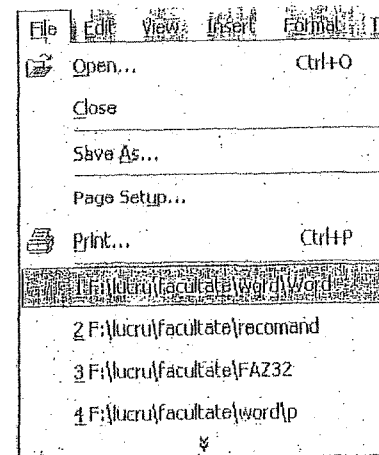 File Edit View Insert Format T
Open... Ctrl+O
Close
Save As...
Page Setup...
Print... Ctrl+P
1 F:\lucru\facultate\word\Word
2 F:\lucru\facultate\recomand
3 F:\lucru\facultate\FAZ32
4 F:\lucru\facultate\word\p